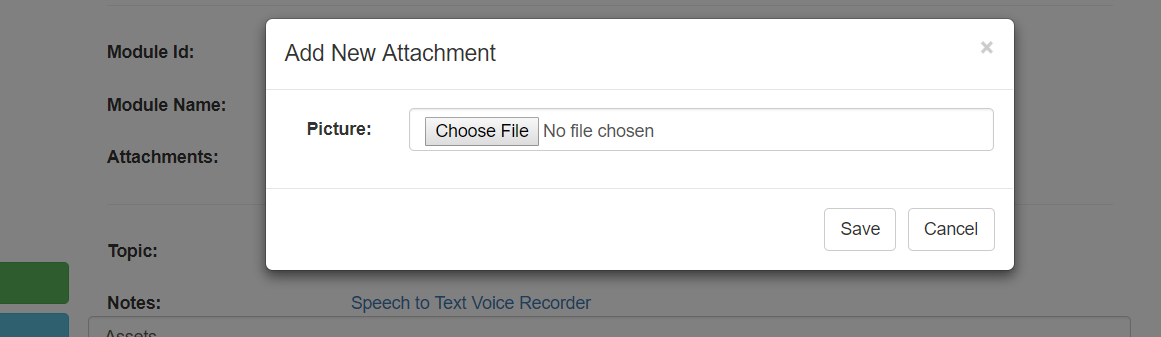 Add New Attachment ×
Module Id:
Module Name:
Picture: Choose File No file chosen
Attachments:
Save Cancel
Topic:
Notes: Speech to Text Voice Recorder
Assets